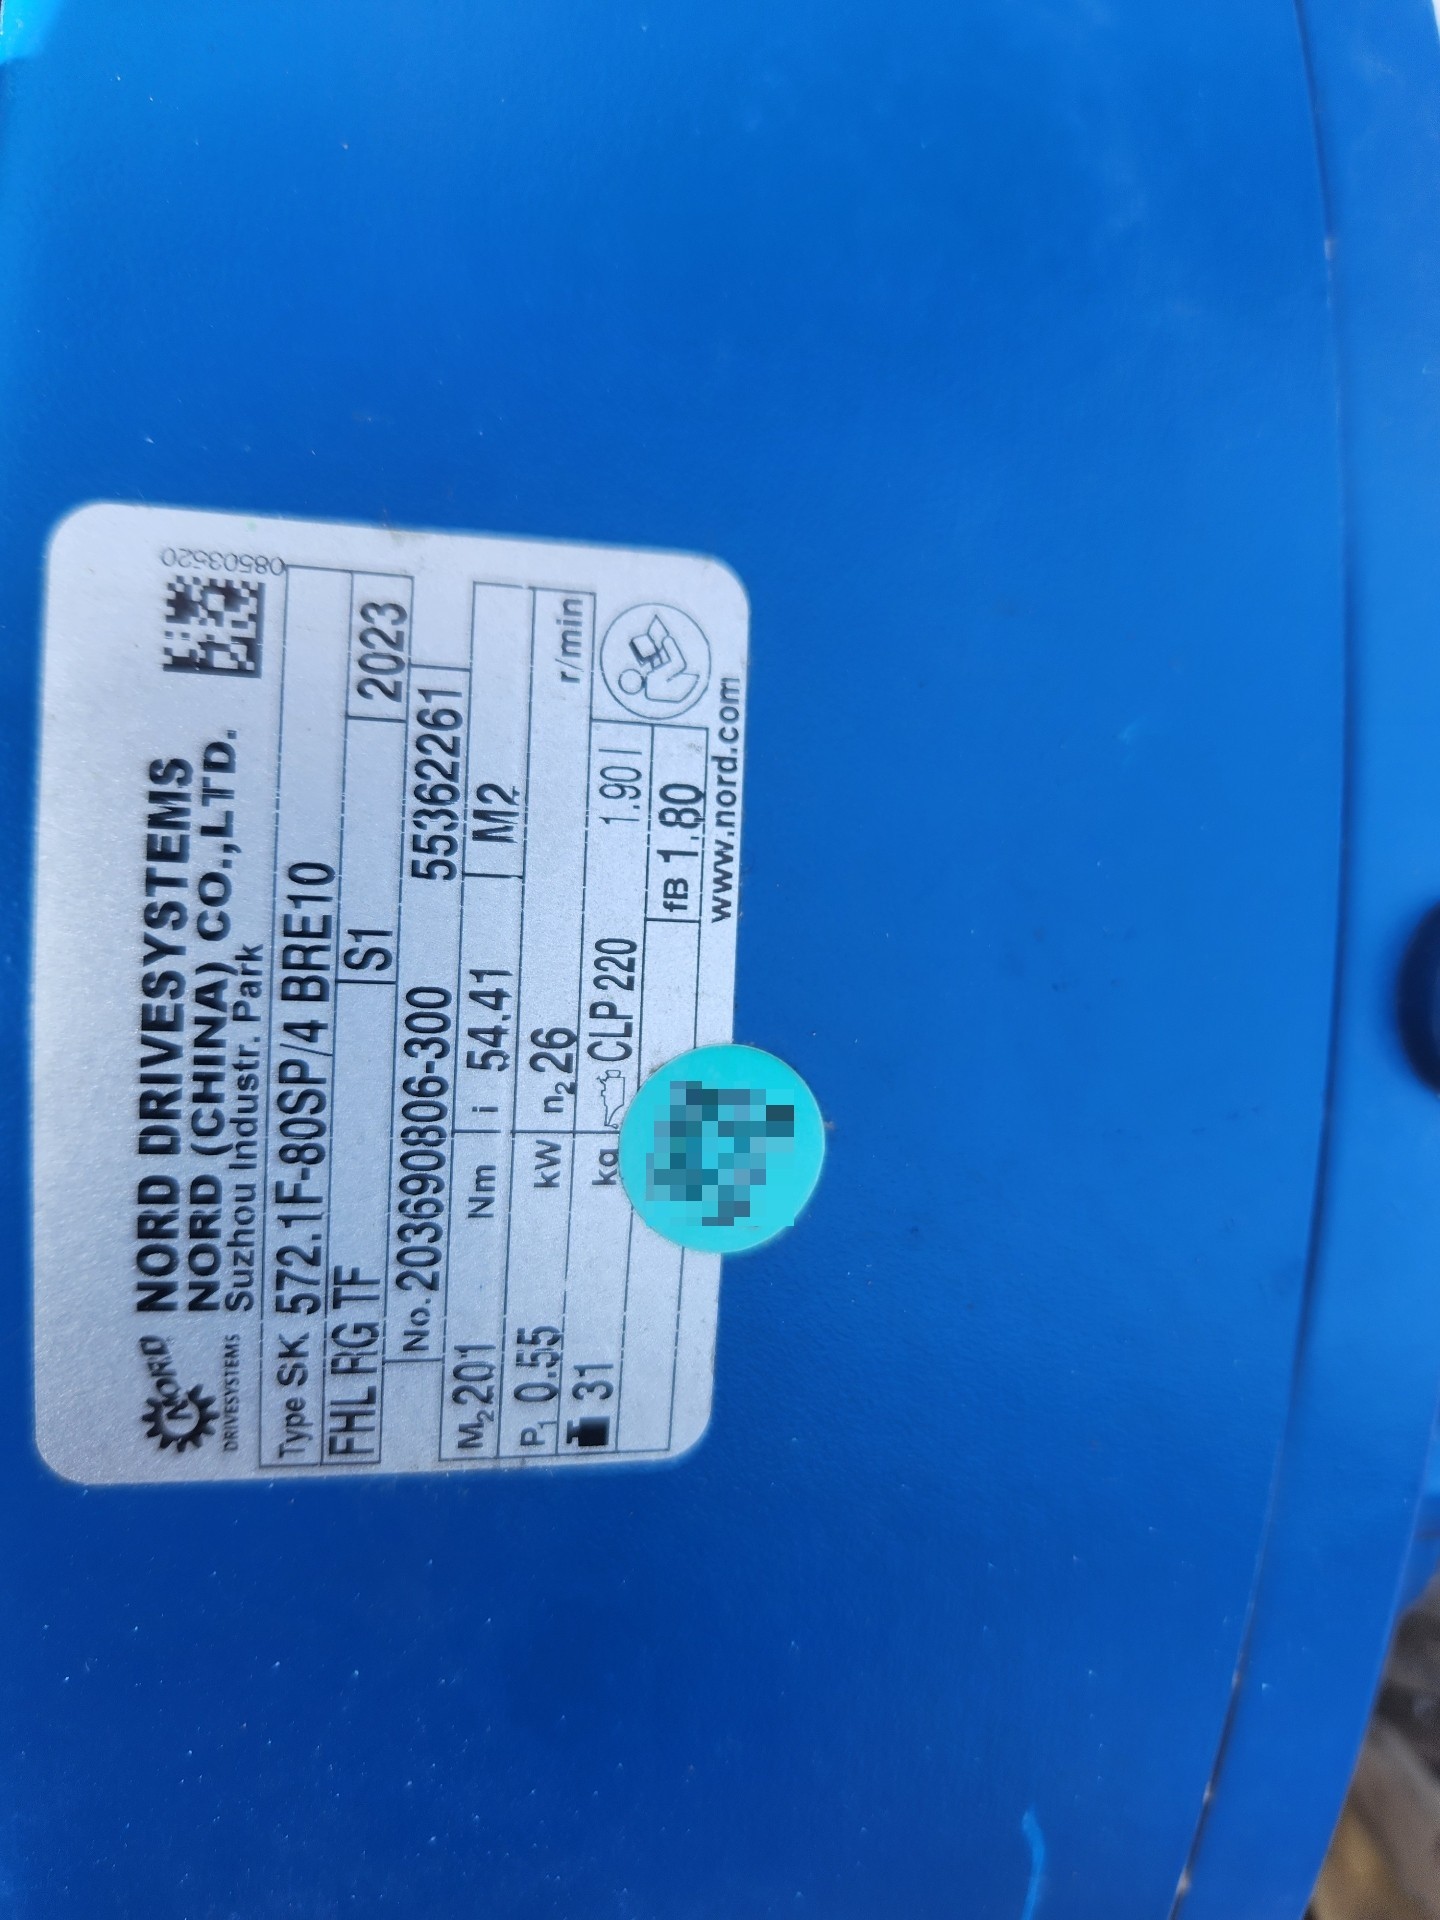 NORD
DRIVESYSTEMS
NORD DRIVESYSTEMS
NORD (CHINA) CO.,LTD.
Suzhou Industr. Park
08503520
Type SK 572.1F-80SP/4 BRE10
FHL RG TF S1 2023
No. 203690806-300 55362261
M2 201 Nm i 54.41 M2
P1 0.55 kW n2 26 r/min
31 kg CLP 220 1.90 l
fB 1.80
www.nord.com